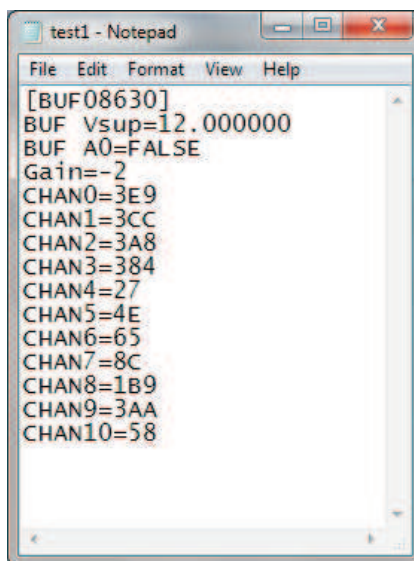 test1 - Notepad
File Edit Format View Help
[BUF08630]
BUF Vsup=12.000000
BUF A0=FALSE
Gain=-2
CHAN0=3E9
CHAN1=3CC
CHAN2=3A8
CHAN3=384
CHAN4=27
CHAN5=4E
CHAN6=65
CHAN7=8C
CHAN8=1B9
CHAN9=3AA
CHAN10=58